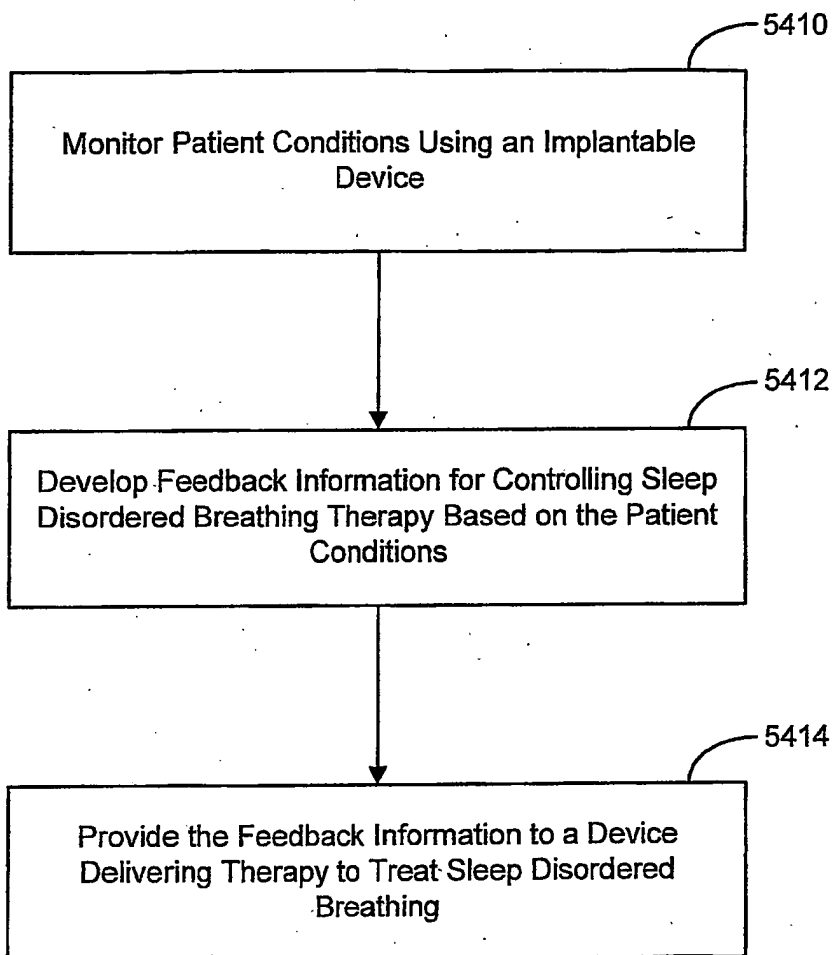 5410
Monitor Patient Conditions Using an Implantable
Device
5412
Develop Feedback Information for Controlling Sleep
Disordered Breathing Therapy Based on the Patient
Conditions
5414
Provide the Feedback Information to a Device
Delivering Therapy to Treat Sleep Disordered
Breathing